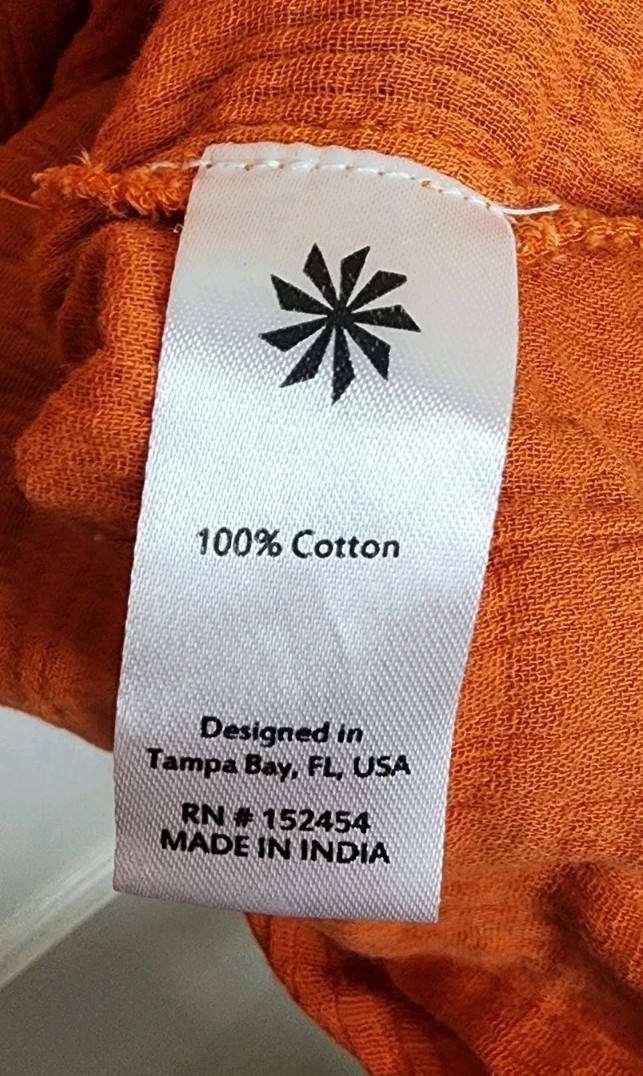 100% Cotton
Designed in
Tampa Bay, FL, USA
RN # 152454
MADE IN INDIA